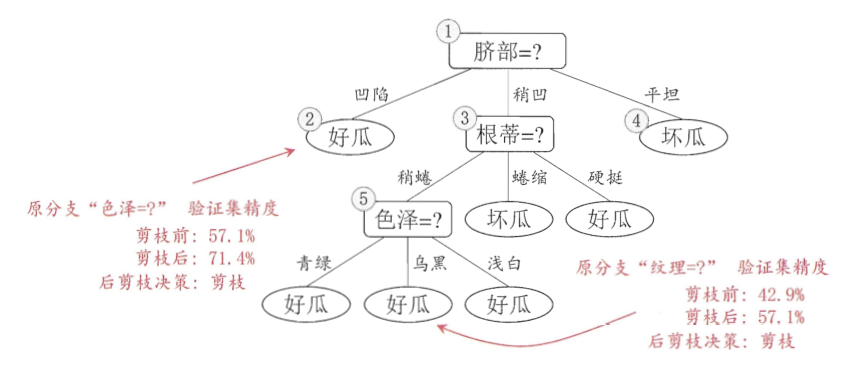 ①
脐部=?
凹陷
稍凹
平坦
②
好瓜
③
根蒂=?
④
坏瓜
稍蜷
蜷缩
硬挺
原分支“色泽=?” 验证集精度
剪枝前: 57.1%
剪枝后: 71.4%
后剪枝决策: 剪枝
⑤
色泽=?
坏瓜
好瓜
青绿
乌黑
浅白
好瓜
好瓜
好瓜
原分支“纹理=?” 验证集精度
剪枝前: 42.9%
剪枝后: 57.1%
后剪枝决策: 剪枝